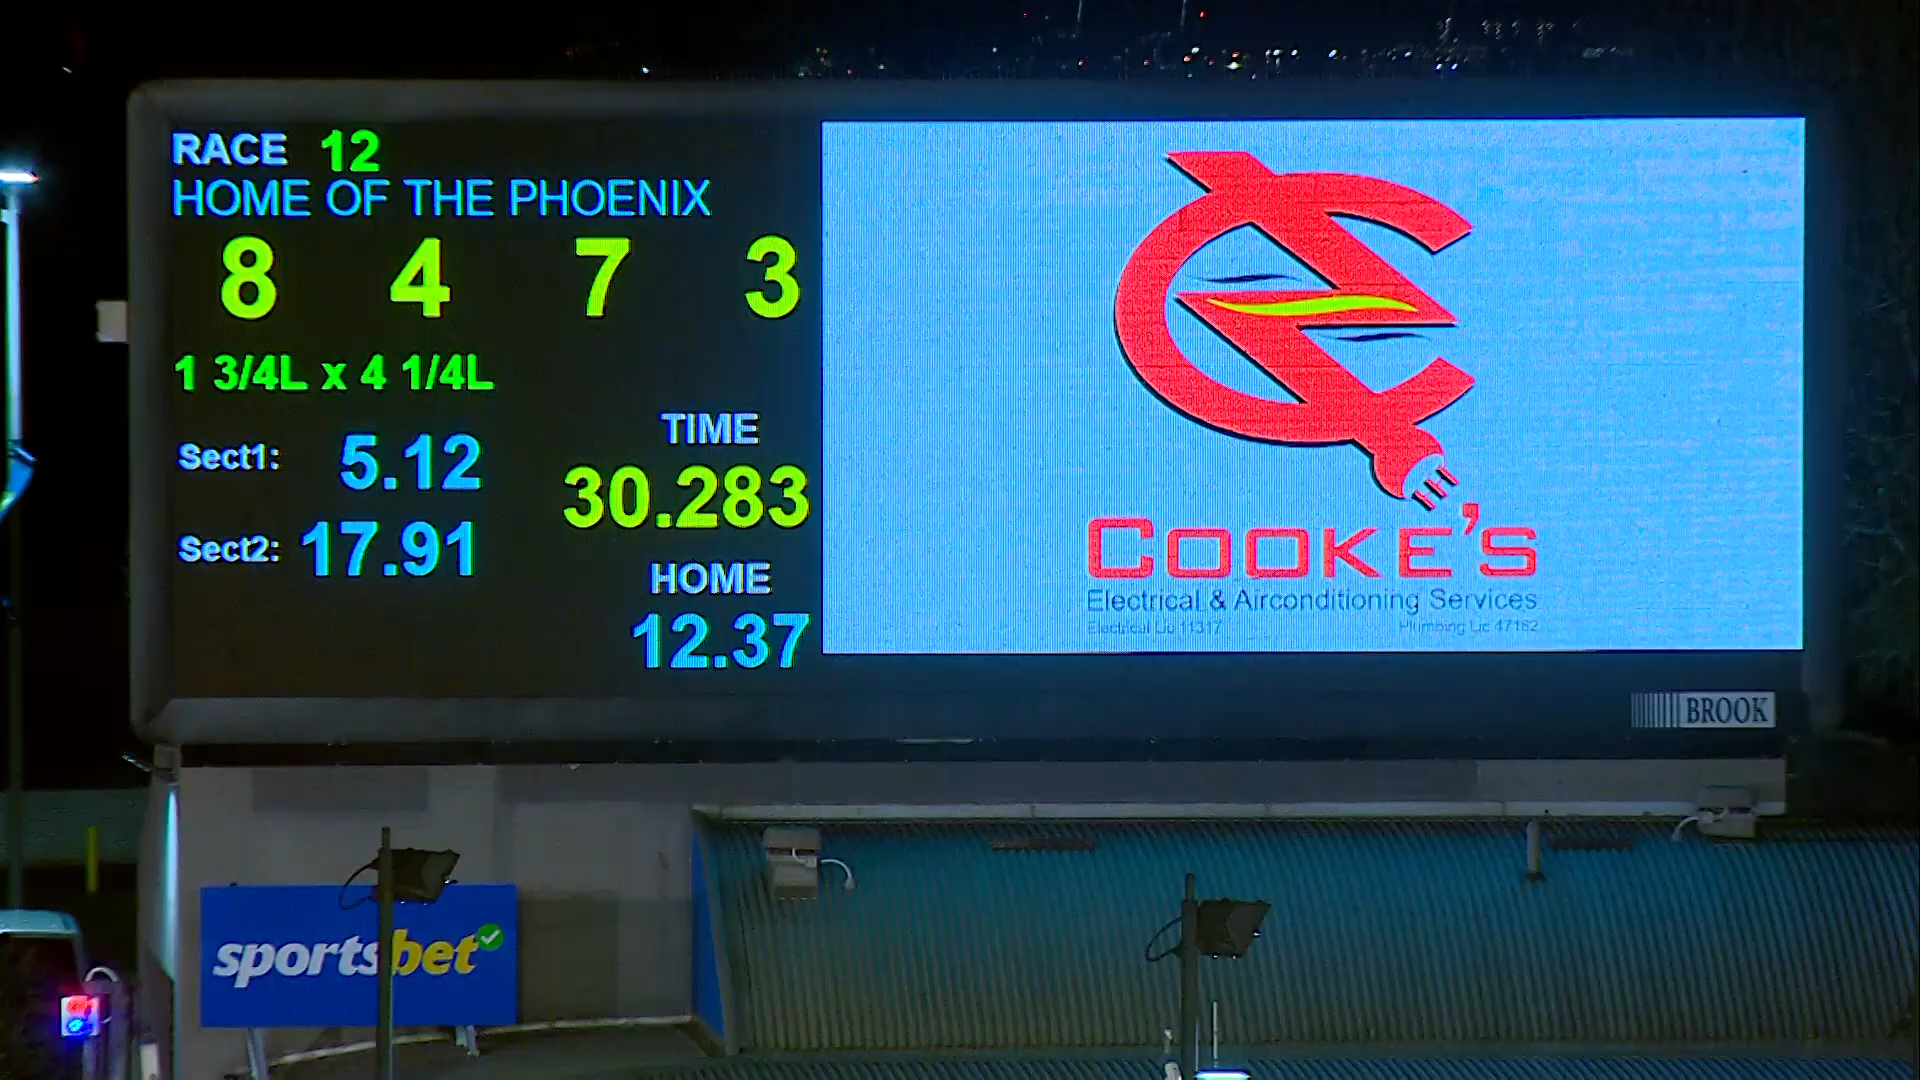 RACE 12
HOME OF THE PHOENIX
8 4 7 3
1 3/4L x 4 1/4L
Sect1: 5.12
Sect2: 17.91
TIME
30.283
HOME
12.37
COOKE'S
Electrical & Airconditioning Services
Electrical Lic 11317 Plumbing Lic 47182
BROOK
sportsbet